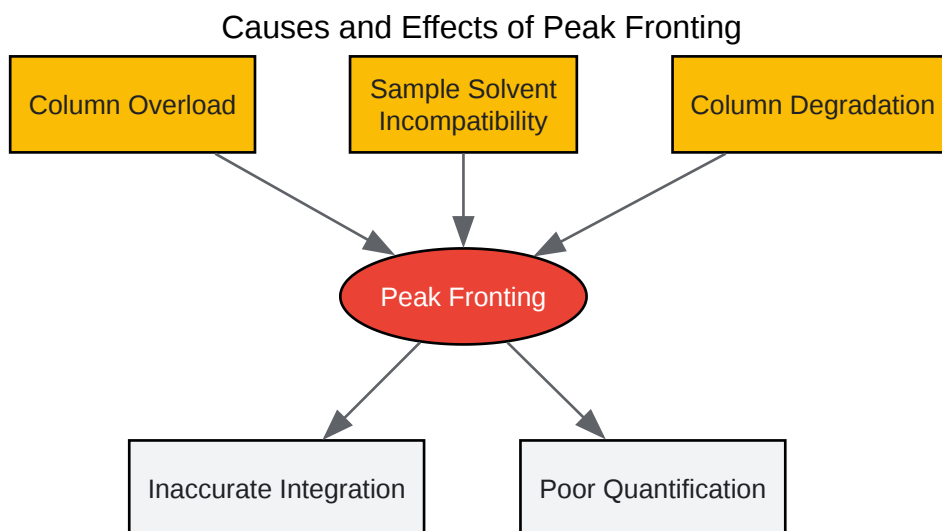 Causes and Effects of Peak Fronting
Column Overload
Sample Solvent
Incompatibility
Column Degradation
Peak Fronting
Inaccurate Integration
Poor Quantification